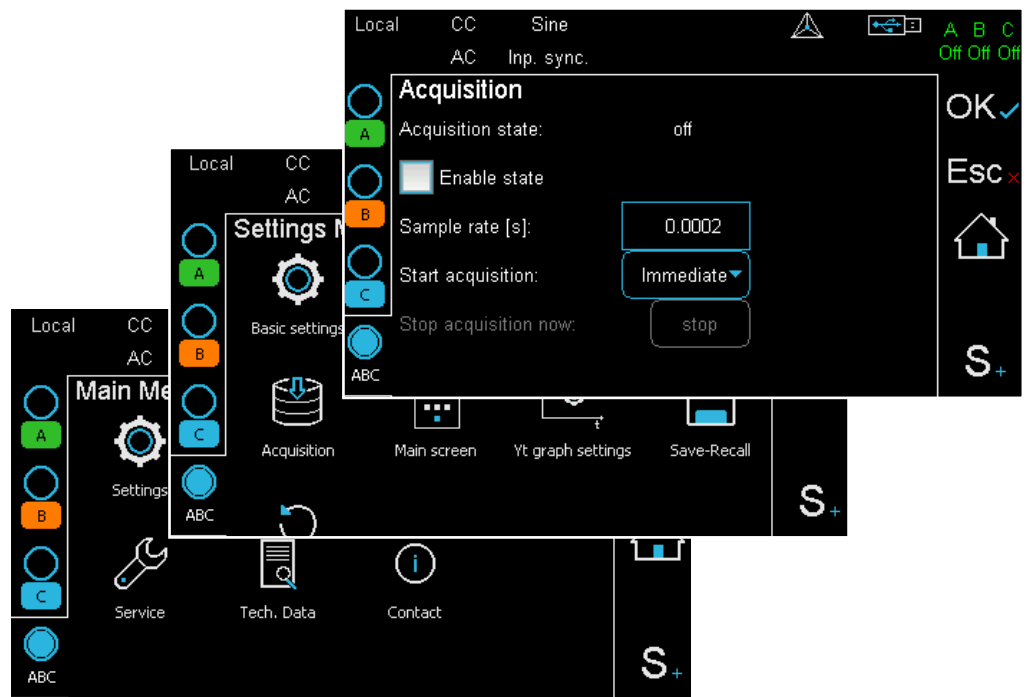 Local CC Sine A B C
AC Inp. sync. Off Off Off
Acquisition
OK
Acquisition state: off
A
Esc
Enable state
B
Sample rate [s]: 0.0002
Start acquisition: Immediate
C
Stop acquisition now: stop
ABC
S+
Local CC
AC
Settings
A
Basic settings
B
C
Acquisition Main screen Yt graph settings Save-Recall
t
ABC
S+
Local CC
AC
Main
A
Settings
B
C
Service Tech. Data i Contact
ABC
S+